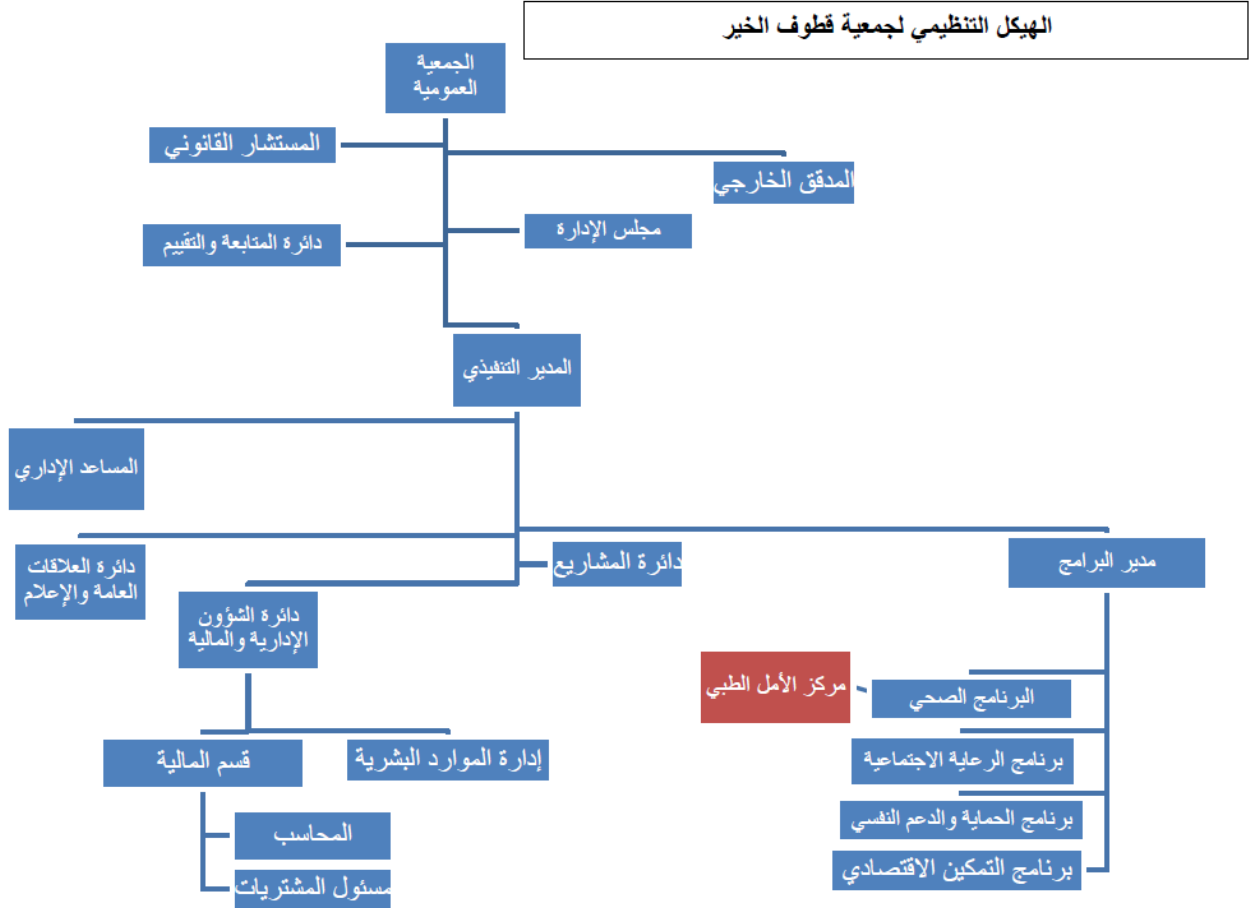 الهيكل التنظيمي لجمعية قطوف الخير
الجمعية
العمومية
المستشار القانوني
المدقق الخارجي
مجلس الإدارة
دائرة المتابعة والتقييم
المدير التنفيذي
المساعد الإداري
مدير البرامج
دائرة المشاريع
دائرة العلاقات
العامة والإعلام
دائرة الشؤون
الإدارية والمالية
مركز الأمل الطبي
البرنامج الصحي
برنامج الرعاية الاجتماعية
إدارة الموارد البشرية
قسم المالية
برنامج الحماية والدعم النفسي
المحاسب
برنامج التمكين الاقتصادي
مسئول المشتريات